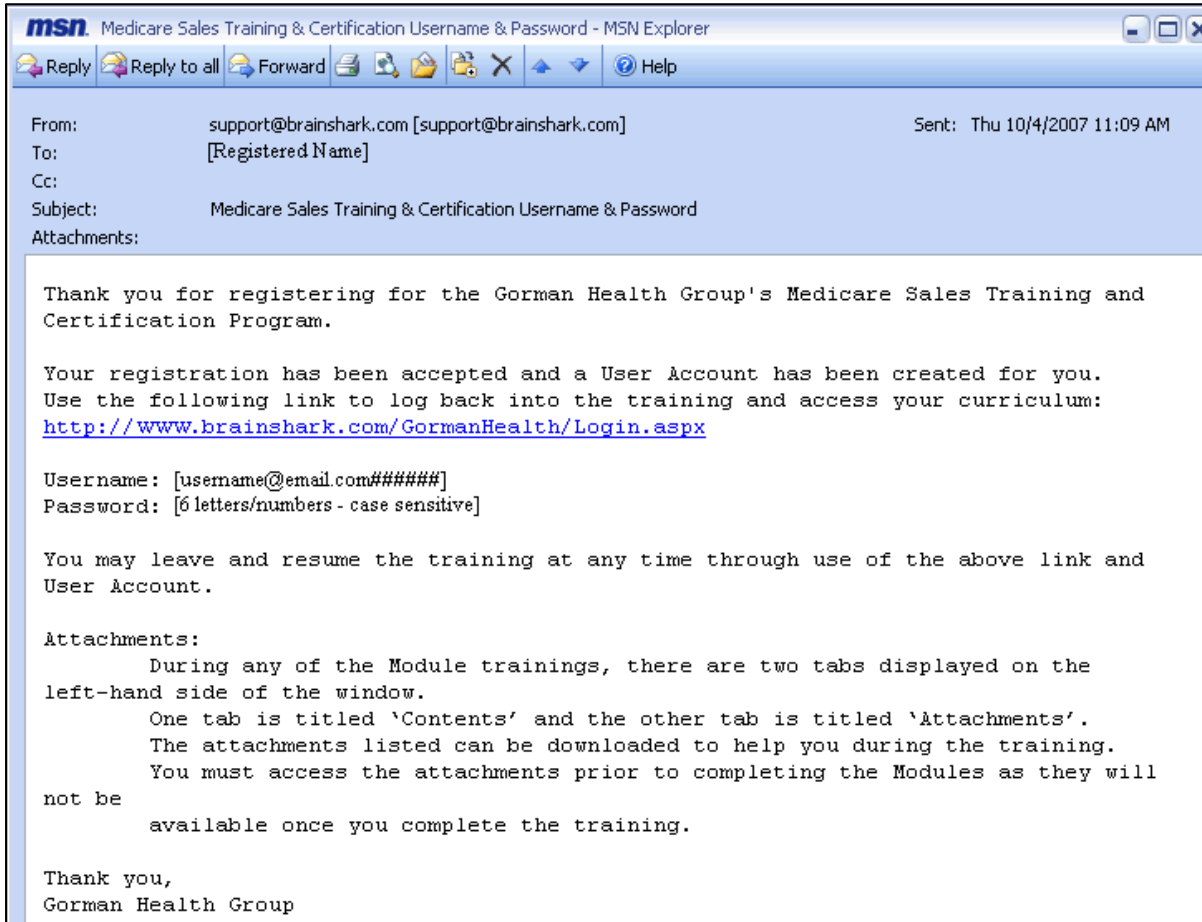 msn. Medicare Sales Training & Certification Username & Password - MSN Explorer
Reply Reply to all Forward Help
From: support@brainshark.com [support@brainshark.com] Sent: Thu 10/4/2007 11:09 AM
To: [Registered Name]
Cc:
Subject: Medicare Sales Training & Certification Username & Password
Attachments:
Thank you for registering for the Gorman Health Group's Medicare Sales Training and
Certification Program.
Your registration has been accepted and a User Account has been created for you.
Use the following link to log back into the training and access your curriculum:
http://www.brainshark.com/GormanHealth/Login.aspx
Username: [username@email.com######]
Password: [6 letters/numbers - case sensitive]
You may leave and resume the training at any time through use of the above link and
User Account.
Attachments:
During any of the Module trainings, there are two tabs displayed on the
left-hand side of the window.
One tab is titled ‘Contents’ and the other tab is titled ‘Attachments’.
The attachments listed can be downloaded to help you during the training.
You must access the attachments prior to completing the Modules as they will
not be
available once you complete the training.
Thank you,
Gorman Health Group